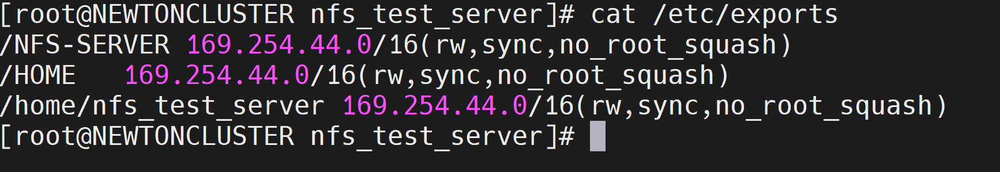 [root@NEWTONCLUSTER nfs_test_server]# cat /etc/exports
/NFS-SERVER 169.254.44.0/16(rw,sync,no_root_squash)
/HOME   169.254.44.0/16(rw,sync,no_root_squash)
/home/nfs_test_server 169.254.44.0/16(rw,sync,no_root_squash)
[root@NEWTONCLUSTER nfs_test_server]#